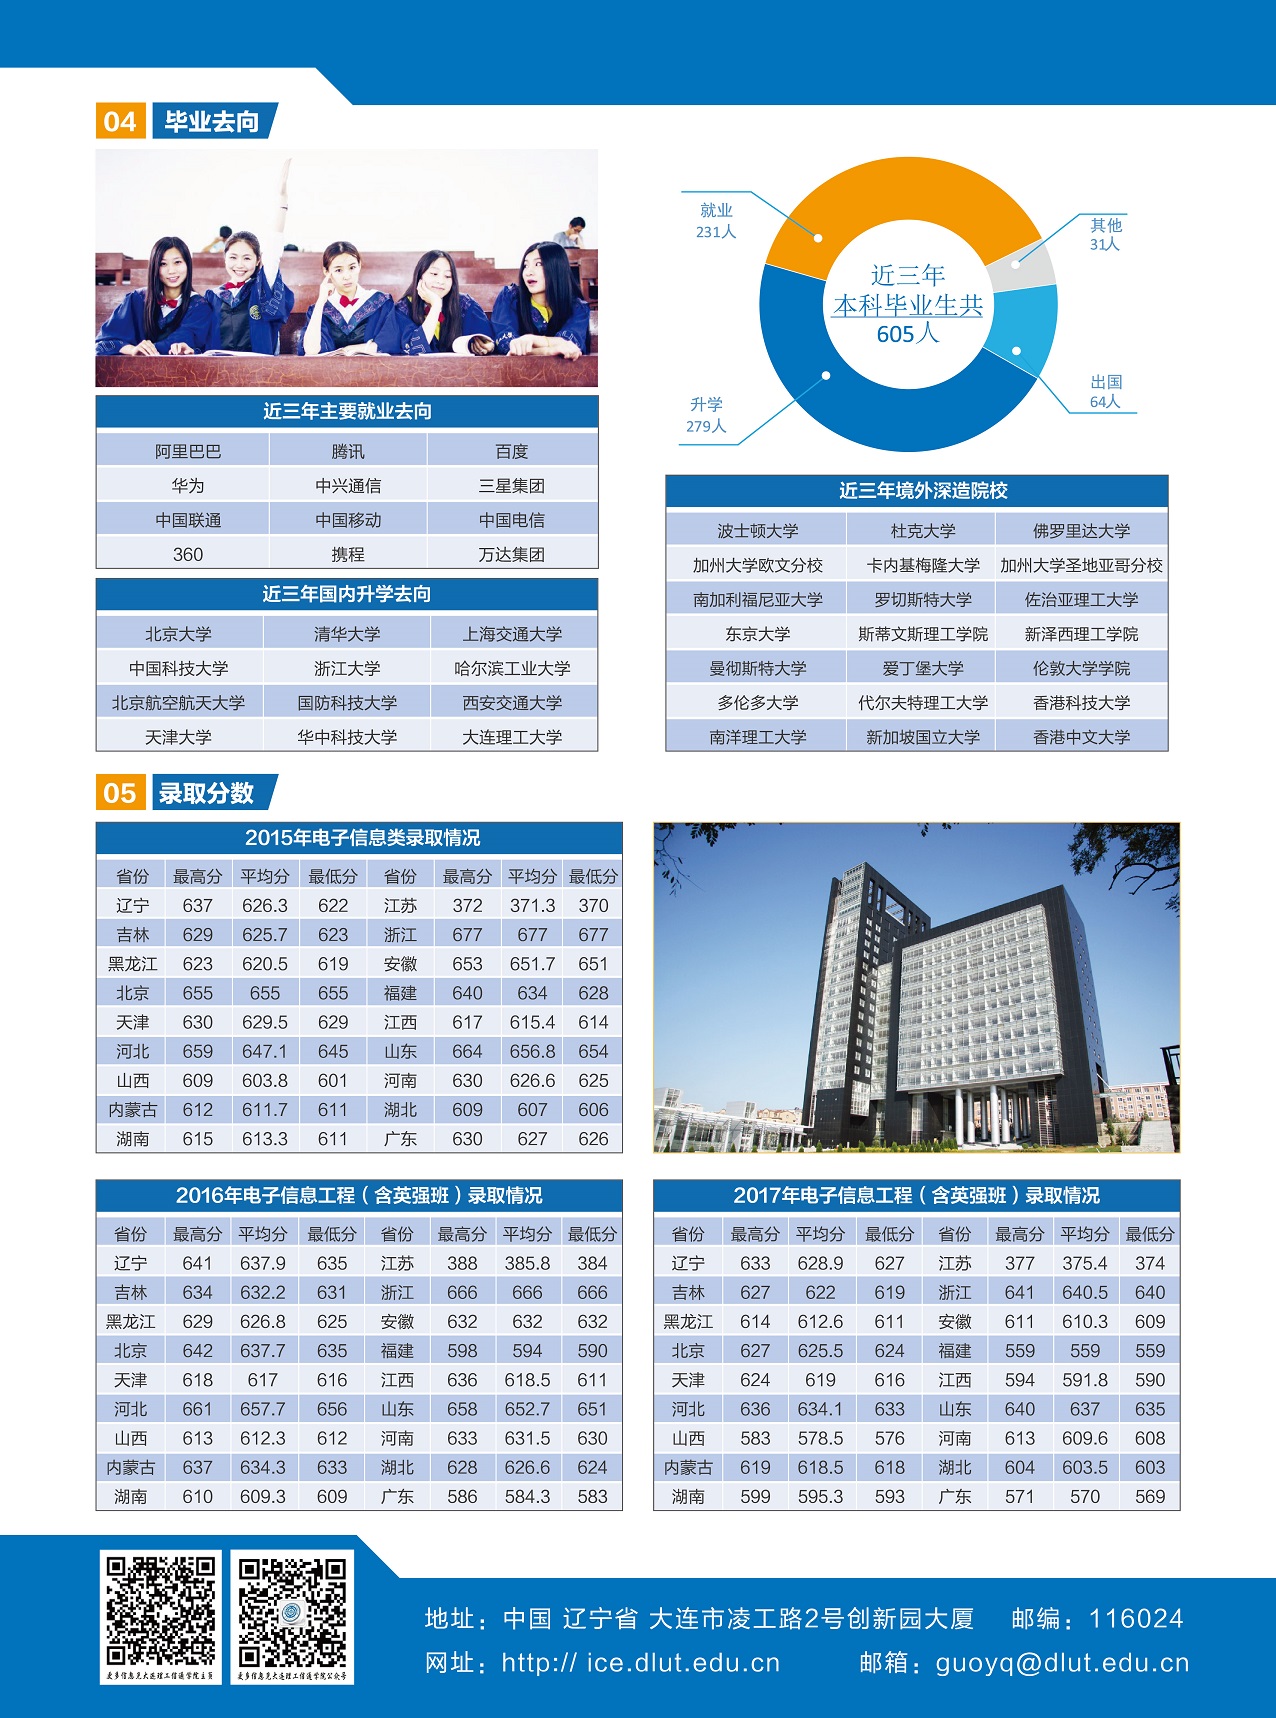 04 毕业去向
就业
231人
其他
31人
近三年
本科毕业生共
605人
出国
64人
升学
279人
近三年主要就业去向
阿里巴巴 腾讯 百度
华为 中兴通信 三星集团
中国联通 中国移动 中国电信
360 携程 万达集团
近三年国内升学去向
北京大学 清华大学 上海交通大学
中国科技大学 浙江大学 哈尔滨工业大学
北京航空航天大学 国防科技大学 西安交通大学
天津大学 华中科技大学 大连理工大学
近三年境外深造院校
波士顿大学 杜克大学 佛罗里达大学
加州大学欧文分校 卡内基梅隆大学 加州大学圣地亚哥分校
南加利福尼亚大学 罗切斯特大学 佐治亚理工大学
东京大学 斯蒂文斯理工学院 新泽西理工学院
曼彻斯特大学 爱丁堡大学 伦敦大学学院
多伦多大学 代尔夫特理工大学 香港科技大学
南洋理工大学 新加坡国立大学 香港中文大学
05 录取分数
2015年电子信息类录取情况
省份 最高分 平均分 最低分 省份 最高分 平均分 最低分
辽宁 637 626.3 622 江苏 372 371.3 370
吉林 629 625.7 623 浙江 677 677 677
黑龙江 623 620.5 619 安徽 653 651.7 651
北京 655 655 655 福建 640 634 628
天津 630 629.5 629 江西 617 615.4 614
河北 659 647.1 645 山东 664 656.8 654
山西 609 603.8 601 河南 630 626.6 625
内蒙古 612 611.7 611 湖北 609 607 606
湖南 615 613.3 611 广东 630 627 626
2016年电子信息工程（含英强班）录取情况
省份 最高分 平均分 最低分 省份 最高分 平均分 最低分
辽宁 641 637.9 635 江苏 388 385.8 384
吉林 634 632.2 631 浙江 666 666 666
黑龙江 629 626.8 625 安徽 632 632 632
北京 642 637.7 635 福建 598 594 590
天津 618 617 616 江西 636 618.5 611
河北 661 657.7 656 山东 658 652.7 651
山西 613 612.3 612 河南 633 631.5 630
内蒙古 637 634.3 633 湖北 628 626.6 624
湖南 610 609.3 609 广东 586 584.3 583
2017年电子信息工程（含英强班）录取情况
省份 最高分 平均分 最低分 省份 最高分 平均分 最低分
辽宁 633 628.9 627 江苏 377 375.4 374
吉林 627 622 619 浙江 641 640.5 640
黑龙江 614 612.6 611 安徽 611 610.3 609
北京 627 625.5 624 福建 559 559 559
天津 624 619 616 江西 594 591.8 590
河北 636 634.1 633 山东 640 637 635
山西 583 578.5 576 河南 613 609.6 608
内蒙古 619 618.5 618 湖北 604 603.5 603
湖南 599 595.3 593 广东 571 570 569
更多信息见大连理工信通学院主页
更多信息见大连理工信通学院公众号
地址：中国 辽宁省 大连市凌工路2号创新园大厦 邮编：116024
网址：http:// ice.dlut.edu.cn 邮箱：guoyq@dlut.edu.cn